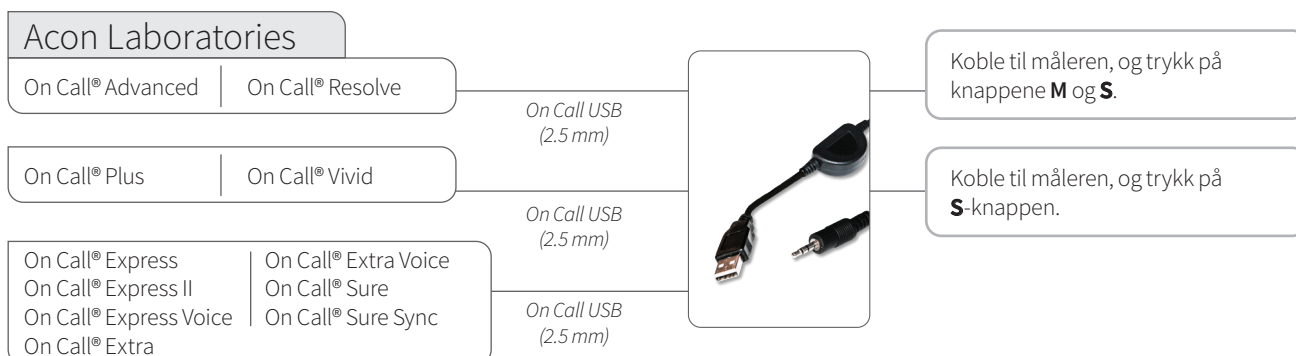 Acon Laboratories
On Call® Advanced
On Call® Resolve
On Call USB
(2.5 mm)
Koble til måleren, og trykk på
knappene M og S.
On Call® Plus
On Call® Vivid
On Call USB
(2.5 mm)
Koble til måleren, og trykk på
S-knappen.
On Call® Express
On Call® Express II
On Call® Express Voice
On Call® Extra
On Call® Extra Voice
On Call® Sure
On Call® Sure Sync
On Call USB
(2.5 mm)